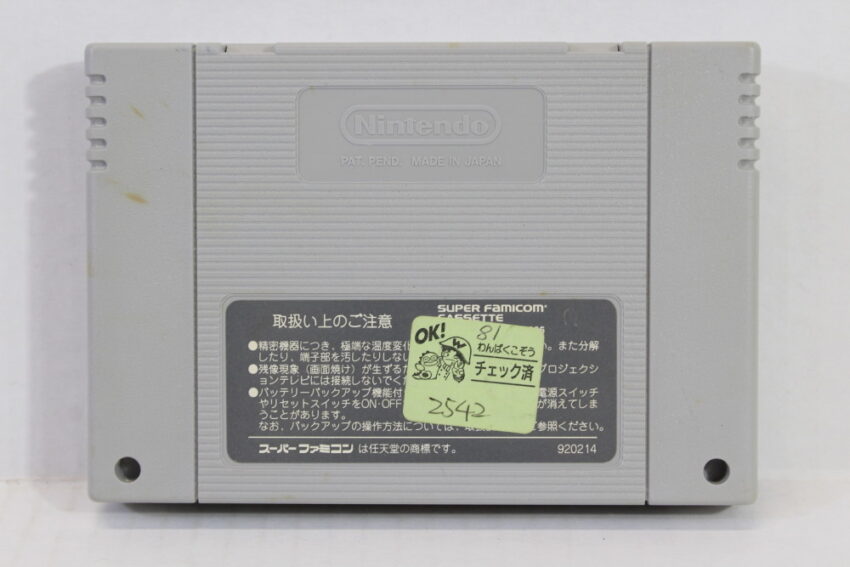 Nintendo
PAT. PEND. MADE IN JAPAN
取扱い上のご注意
SUPER FAMICOM
CASSETTE
●精密機器につき、極端な温度変化 また分解
したり、端子部を汚したりしな
●残像現象(画面焼け)が生ずるた プロジェクシ
ョンテレビには接続しないでく
●バッテリーバックアップ機能付 電源スイッチ
やリセットスイッチをON・OFF が消えてしま
うことがあります。
なお、バックアップの操作方法については、取扱 ご参照ください。
スーパーファミコン は任天堂の商標です。 920214
OK! 81
わんぱくこぞう
チェック済
2542